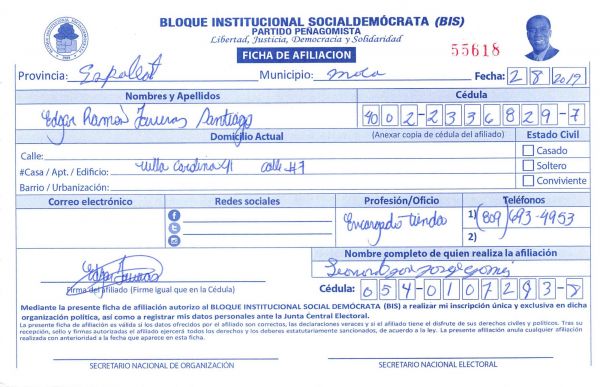 BLOQUE INSTITUCIONAL SOCIALDEMÓCRATA (BIS)
PARTIDO PEÑAGOMISTA
Libertad, Justicia, Democracia y Solidaridad
FICHA DE AFILIACION
55618
Provincia: Espaillat Municipio: Moca Fecha: 2 8 2019
Nombres y Apellidos Cédula
Edgar Ramón Taveras Santiago 402-2336829-7
Domicilio Actual (Anexar copia de cédula del afiliado) Estado Civil
Calle: Casado
#Casa / Apt. / Edificio: Villa Carolina calle #7 Soltero
Barrio / Urbanización: Conviviente
Correo electrónico Redes sociales Profesión/Oficio Teléfonos
Encargado tienda 1) (809) 693-4953
2)
Nombre completo de quien realiza la afiliación
Edgar Taveras
Firma del afiliado (Firme Igual que en la Cédula) Cédula: 054-0107293-8
Mediante la presente ficha de afiliación autorizo al BLOQUE INSTITUCIONAL SOCIAL DEMÓCRATA (BIS) a realizar mi inscripción única y exclusiva en dicha
organización política, así como a registrar mis datos personales ante la Junta Central Electoral.
La presente ficha de afiliación es válida si los datos ofrecidos por el afiliado son correctos, las declaraciones veraces y si el afiliado tiene el disfrute de sus derechos civiles y políticos. Tras su
recepción, sello y firmas autorizadas el afiliado ejercerá todos los derechos y los deberes estatutariamente sancionados, de acuerdo a la ley. La presente afiliación anula cualquier afiliación
realizada con anterioridad a la fecha que aparece en esta ficha.
SECRETARIO NACIONAL DE ORGANIZACIÓN SECRETARIO NACIONAL ELECTORAL